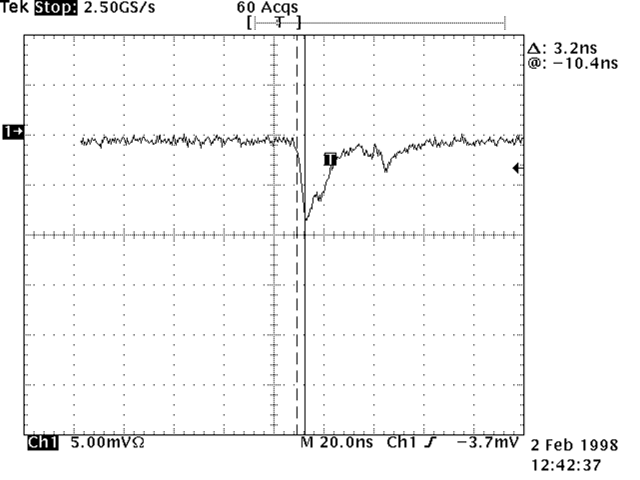 Tek Stop: 2.50GS/s 60 Acqs
[ T ]
Δ: 3.2ns
@: −10.4ns
1→
T
Ch1 5.00mVΩ M 20.0ns Ch1 ʃ −3.7mV
2 Feb 1998
12:42:37